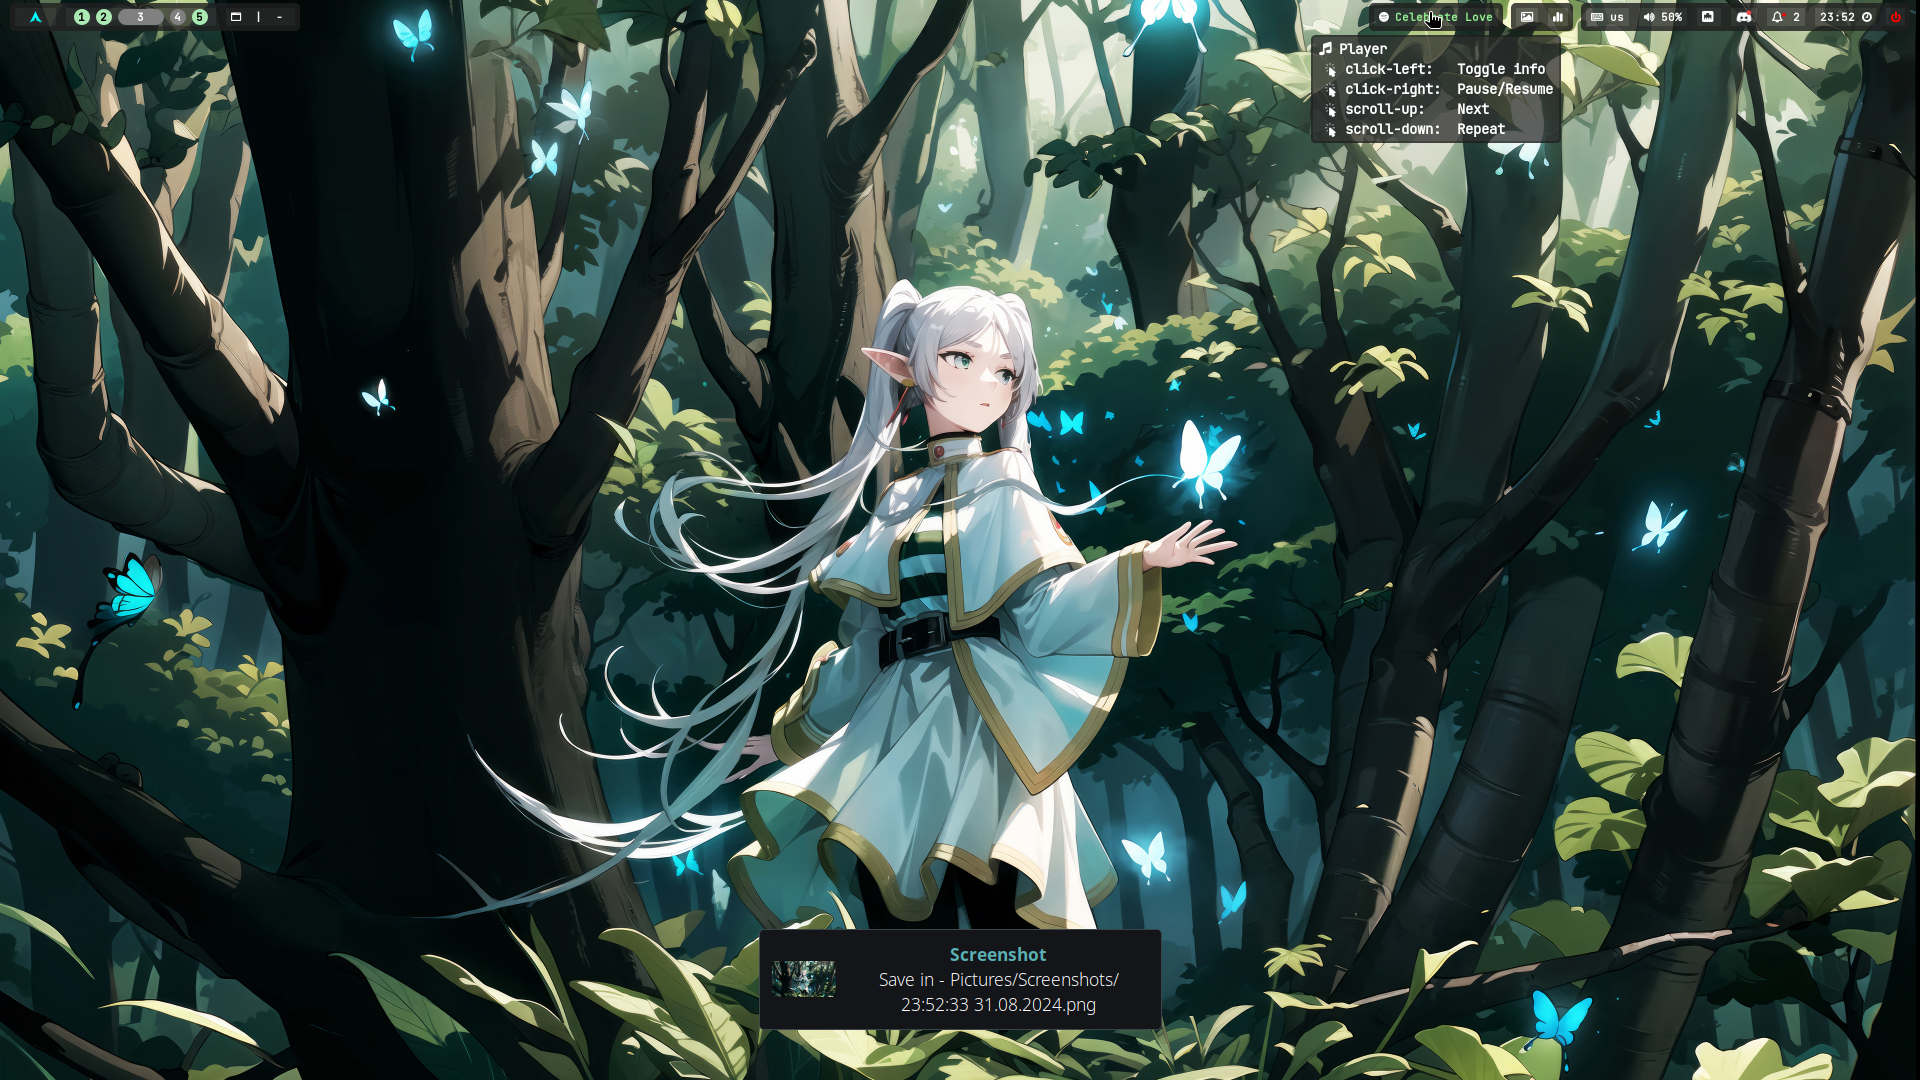 1 2 3 4 5 | -
Celebrate Love us 50% 2 23:52
Player
click-left: Toggle info
click-right: Pause/Resume
scroll-up: Next
scroll-down: Repeat
Screenshot
Save in - Pictures/Screenshots/
23:52:33 31.08.2024.png